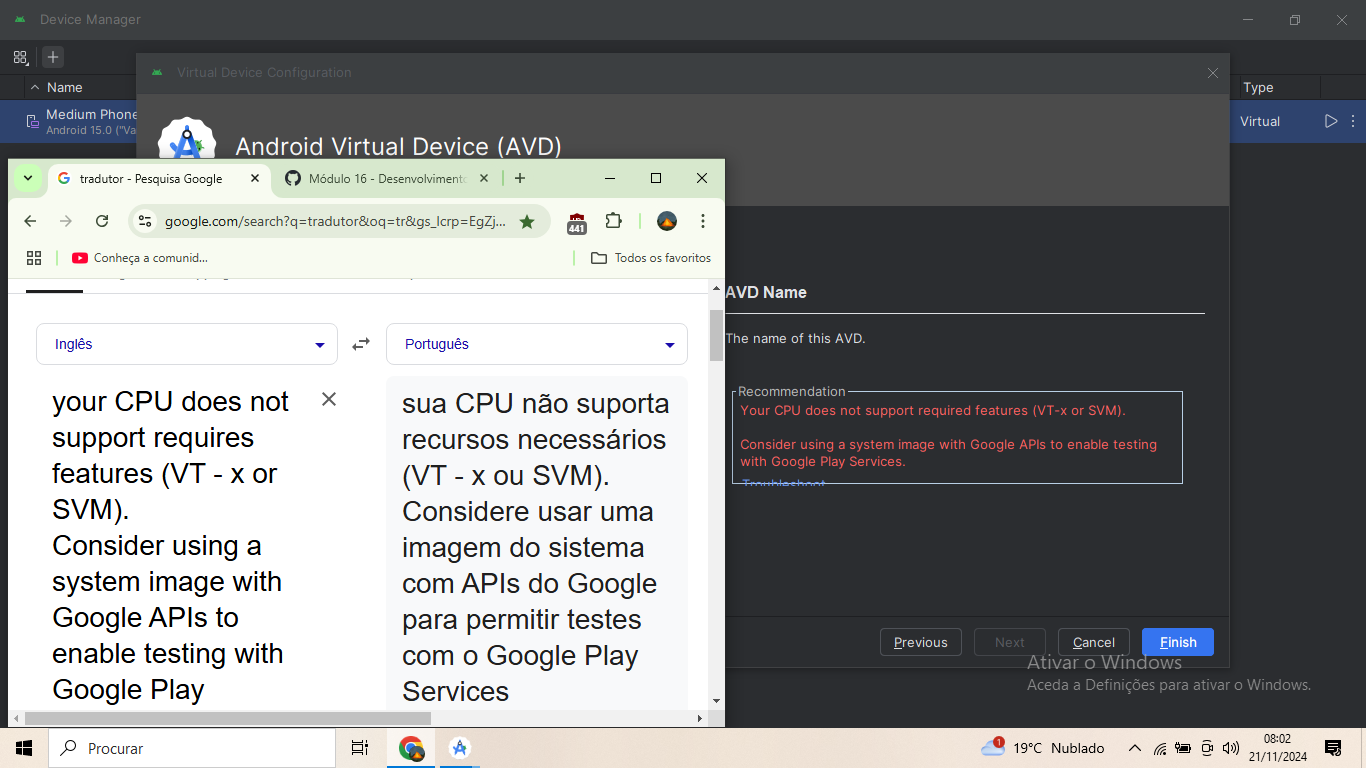 Device Manager
Virtual Device Configuration
Name
Type
Medium Phone
Android 15.0 ("Va
Virtual
Android Virtual Device (AVD)
tradutor - Pesquisa Google
Módulo 16 - Desenvolvimento
google.com/search?q=tradutor&oq=tr&gs_lcrp=EgZj...
441
Conheça a comunid...
Todos os favoritos
Inglês
Português
your CPU does not
support requires
features (VT - x or
SVM).
Consider using a
system image with
Google APIs to
enable testing with
Google Play
sua CPU não suporta
recursos necessários
(VT - x ou SVM).
Considere usar uma
imagem do sistema
com APIs do Google
para permitir testes
com o Google Play
Services
AVD Name
The name of this AVD.
Recommendation
Your CPU does not support required features (VT-x or SVM).
Consider using a system image with Google APIs to enable testing
with Google Play Services.
Troubleshoot
Previous
Next
Cancel
Finish
Ativar o Windows
Aceda a Definições para ativar o Windows.
Procurar
1
19°C Nublado
08:02
21/11/2024